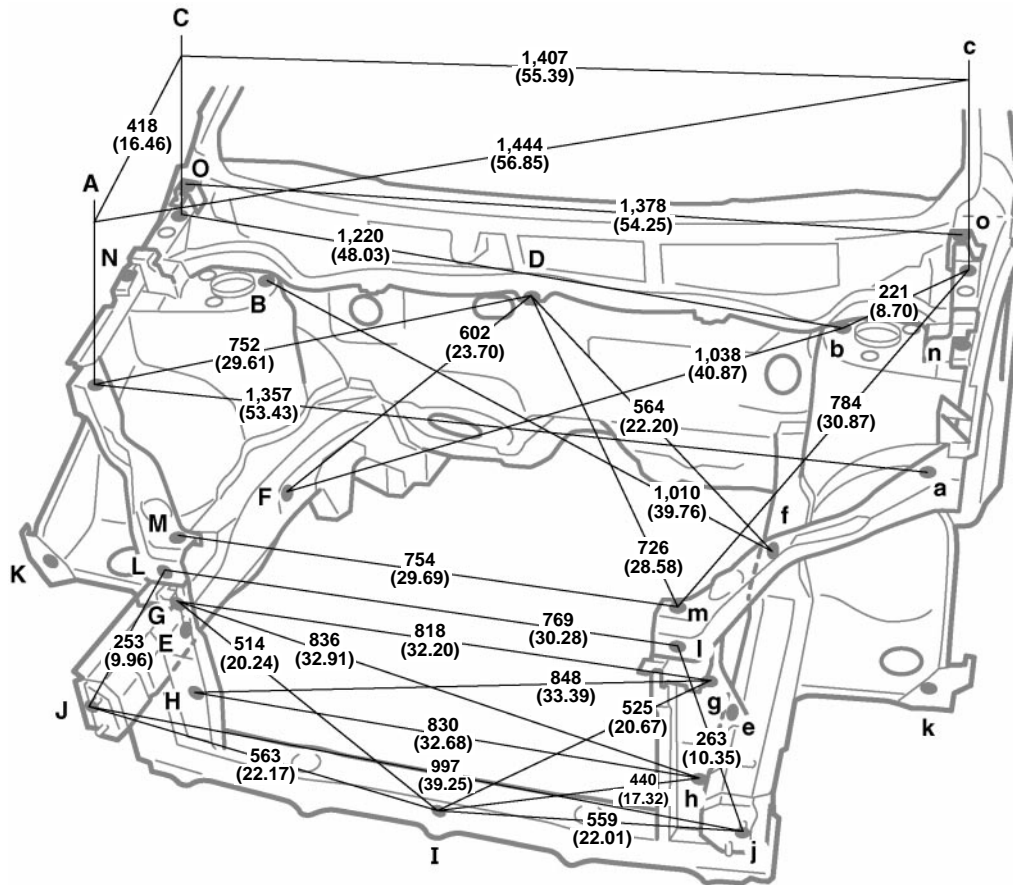 C
1,407
(55.39)
c
418
(16.46)
1,444
(56.85)
A
O
1,378
(54.25)
o
1,220
(48.03)
N
D
B
221
(8.70)
602
(23.70)
752
(29.61)
1,038
(40.87)
b
n
1,357
(53.43)
564
(22.20)
784
(30.87)
F
1,010
(39.76)
a
f
M
K
L
754
(29.69)
726
(28.58)
m
G
769
(30.28)
E
253
(9.96)
514
(20.24)
836
(32.91)
818
(32.20)
l
848
(33.39)
H
J
g
e
k
525
(20.67)
830
(32.68)
263
(10.35)
563
(22.17)
997
(39.25)
440
(17.32)
h
559
(22.01)
j
I